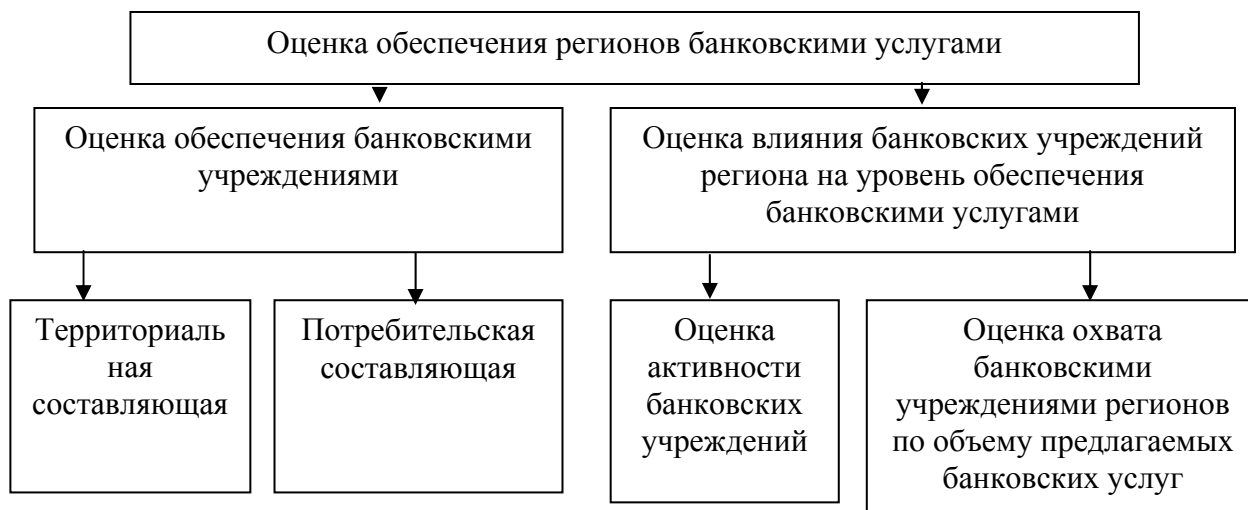 Оценка обеспечения регионов банковскими услугами
Оценка обеспечения банковскими
учреждениями
Оценка влияния банковских учреждений
региона на уровень обеспечения
банковскими услугами
Территориаль
ная
составляющая
Потребительская
составляющая
Оценка
активности
банковских
учреждений
Оценка охвата
банковскими
учреждениями регионов
по объему предлагаемых
банковских услуг